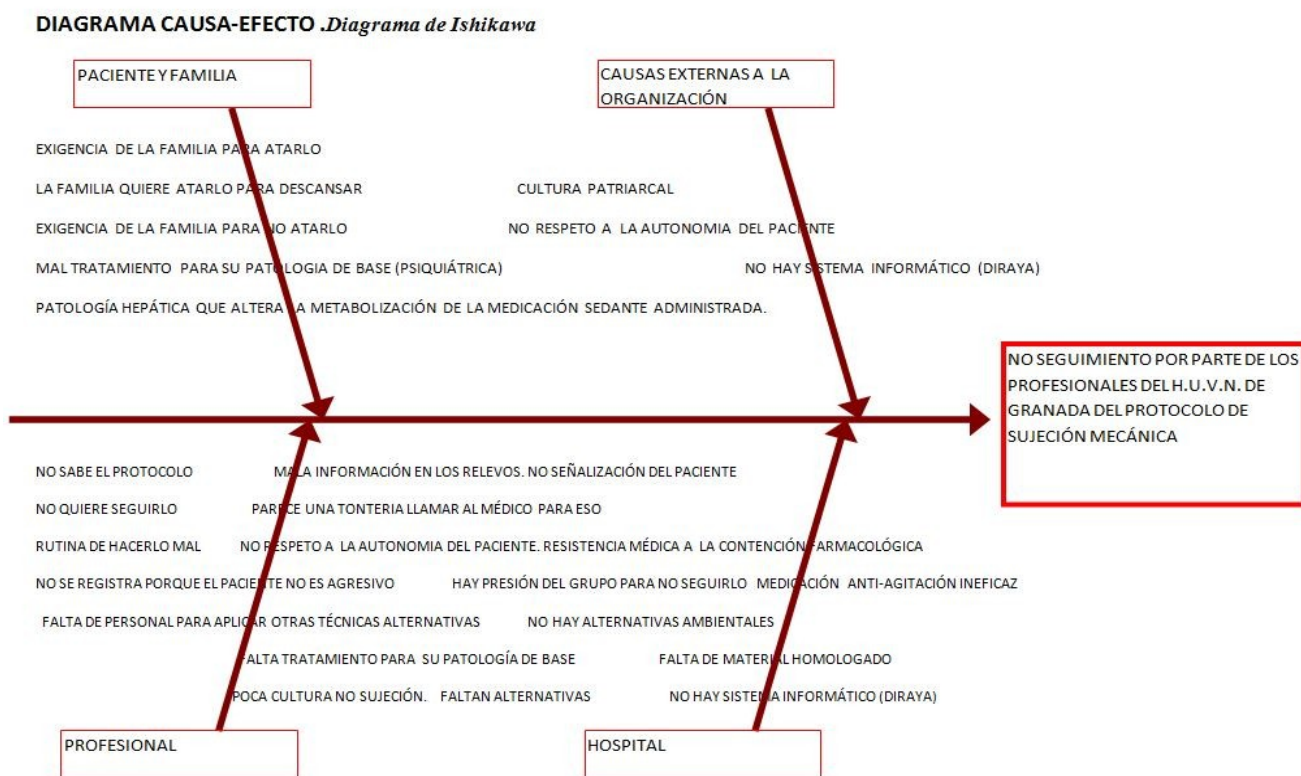 DIAGRAMA CAUSA-EFECTO .Diagrama de Ishikawa
PACIENTE Y FAMILIA
CAUSAS EXTERNAS A LA
ORGANIZACIÓN
EXIGENCIA DE LA FAMILIA PARA ATARLO
LA FAMILIA QUIERE ATARLO PARA DESCANSAR
CULTURA PATRIARCAL
EXIGENCIA DE LA FAMILIA PARA NO ATARLO
NO RESPETO A LA AUTONOMIA DEL PACIENTE
MAL TRATAMIENTO PARA SU PATOLOGIA DE BASE (PSIQUIÁTRICA)
NO HAY SISTEMA INFORMÁTICO (DIRAYA)
PATOLOGÍA HEPÁTICA QUE ALTERA LA METABOLIZACIÓN DE LA MEDICACIÓN SEDANTE ADMINISTRADA.
NO SEGUIMIENTO POR PARTE DE LOS
PROFESIONALES DEL H.U.V.N. DE
GRANADA DEL PROTOCOLO DE
SUJECIÓN MECÁNICA
NO SABE EL PROTOCOLO
MALA INFORMACIÓN EN LOS RELEVOS. NO SEÑALIZACIÓN DEL PACIENTE
NO QUIERE SEGUIRLO
PARECE UNA TONTERIA LLAMAR AL MÉDICO PARA ESO
RUTINA DE HACERLO MAL
NO RESPETO A LA AUTONOMIA DEL PACIENTE. RESISTENCIA MÉDICA A LA CONTENCIÓN FARMACOLÓGICA
NO SE REGISTRA PORQUE EL PACIENTE NO ES AGRESIVO
HAY PRESIÓN DEL GRUPO PARA NO SEGUIRLO
MEDICACIÓN ANTI-AGITACIÓN INEFICAZ
FALTA DE PERSONAL PARA APLICAR OTRAS TÉCNICAS ALTERNATIVAS
NO HAY ALTERNATIVAS AMBIENTALES
FALTA TRATAMIENTO PARA SU PATOLOGÍA DE BASE
FALTA DE MATERIAL HOMOLOGADO
POCA CULTURA NO SUJECIÓN. FALTAN ALTERNATIVAS
NO HAY SISTEMA INFORMÁTICO (DIRAYA)
PROFESIONAL
HOSPITAL